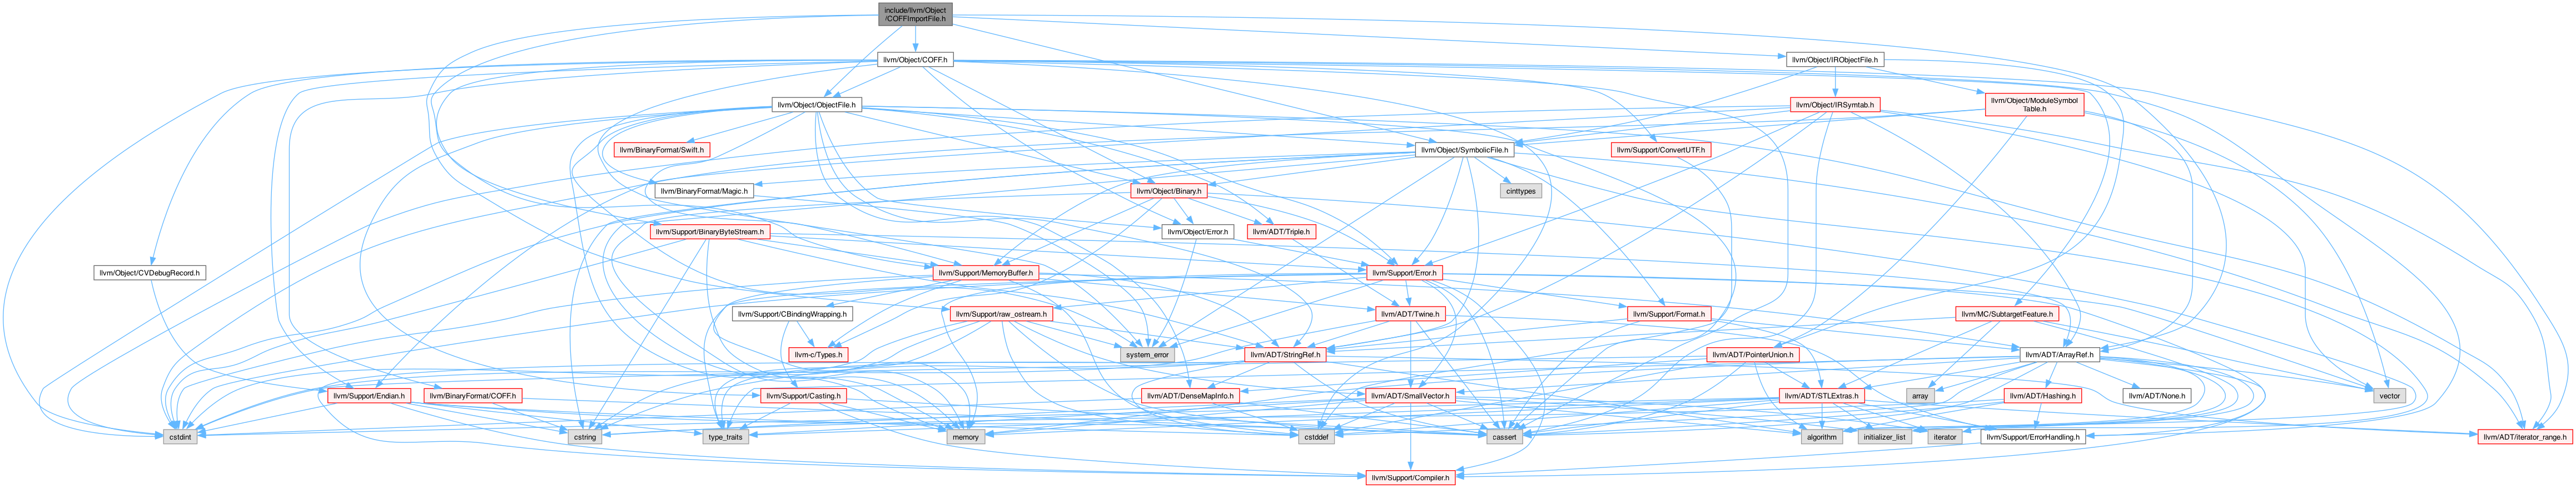 include/llvm/Object
/COFFImportFile.h
llvm/Object/COFF.h
llvm/Object/IRObjectFile.h
llvm/Object/ObjectFile.h
llvm/Object/IRSymtab.h
llvm/Object/ModuleSymbol
Table.h
llvm/BinaryFormat/Swift.h
llvm/Object/SymbolicFile.h
llvm/Support/ConvertUTF.h
llvm/BinaryFormat/Magic.h
llvm/Object/Binary.h
cinttypes
llvm/Support/BinaryByteStream.h
llvm/Object/Error.h
llvm/ADT/Triple.h
llvm/Object/CVDebugRecord.h
llvm/Support/MemoryBuffer.h
llvm/Support/Error.h
llvm/Support/CBindingWrapping.h
llvm/Support/raw_ostream.h
llvm/ADT/Twine.h
llvm/Support/Format.h
llvm/MC/SubtargetFeature.h
llvm-c/Types.h
system_error
llvm/ADT/StringRef.h
llvm/ADT/PointerUnion.h
llvm/ADT/ArrayRef.h
llvm/Support/Endian.h
llvm/BinaryFormat/COFF.h
llvm/Support/Casting.h
llvm/ADT/DenseMapInfo.h
llvm/ADT/SmallVector.h
llvm/ADT/STLExtras.h
array
llvm/ADT/Hashing.h
llvm/ADT/None.h
vector
cstdint
cstring
type_traits
memory
cstddef
cassert
algorithm
initializer_list
iterator
llvm/Support/ErrorHandling.h
llvm/ADT/iterator_range.h
llvm/Support/Compiler.h